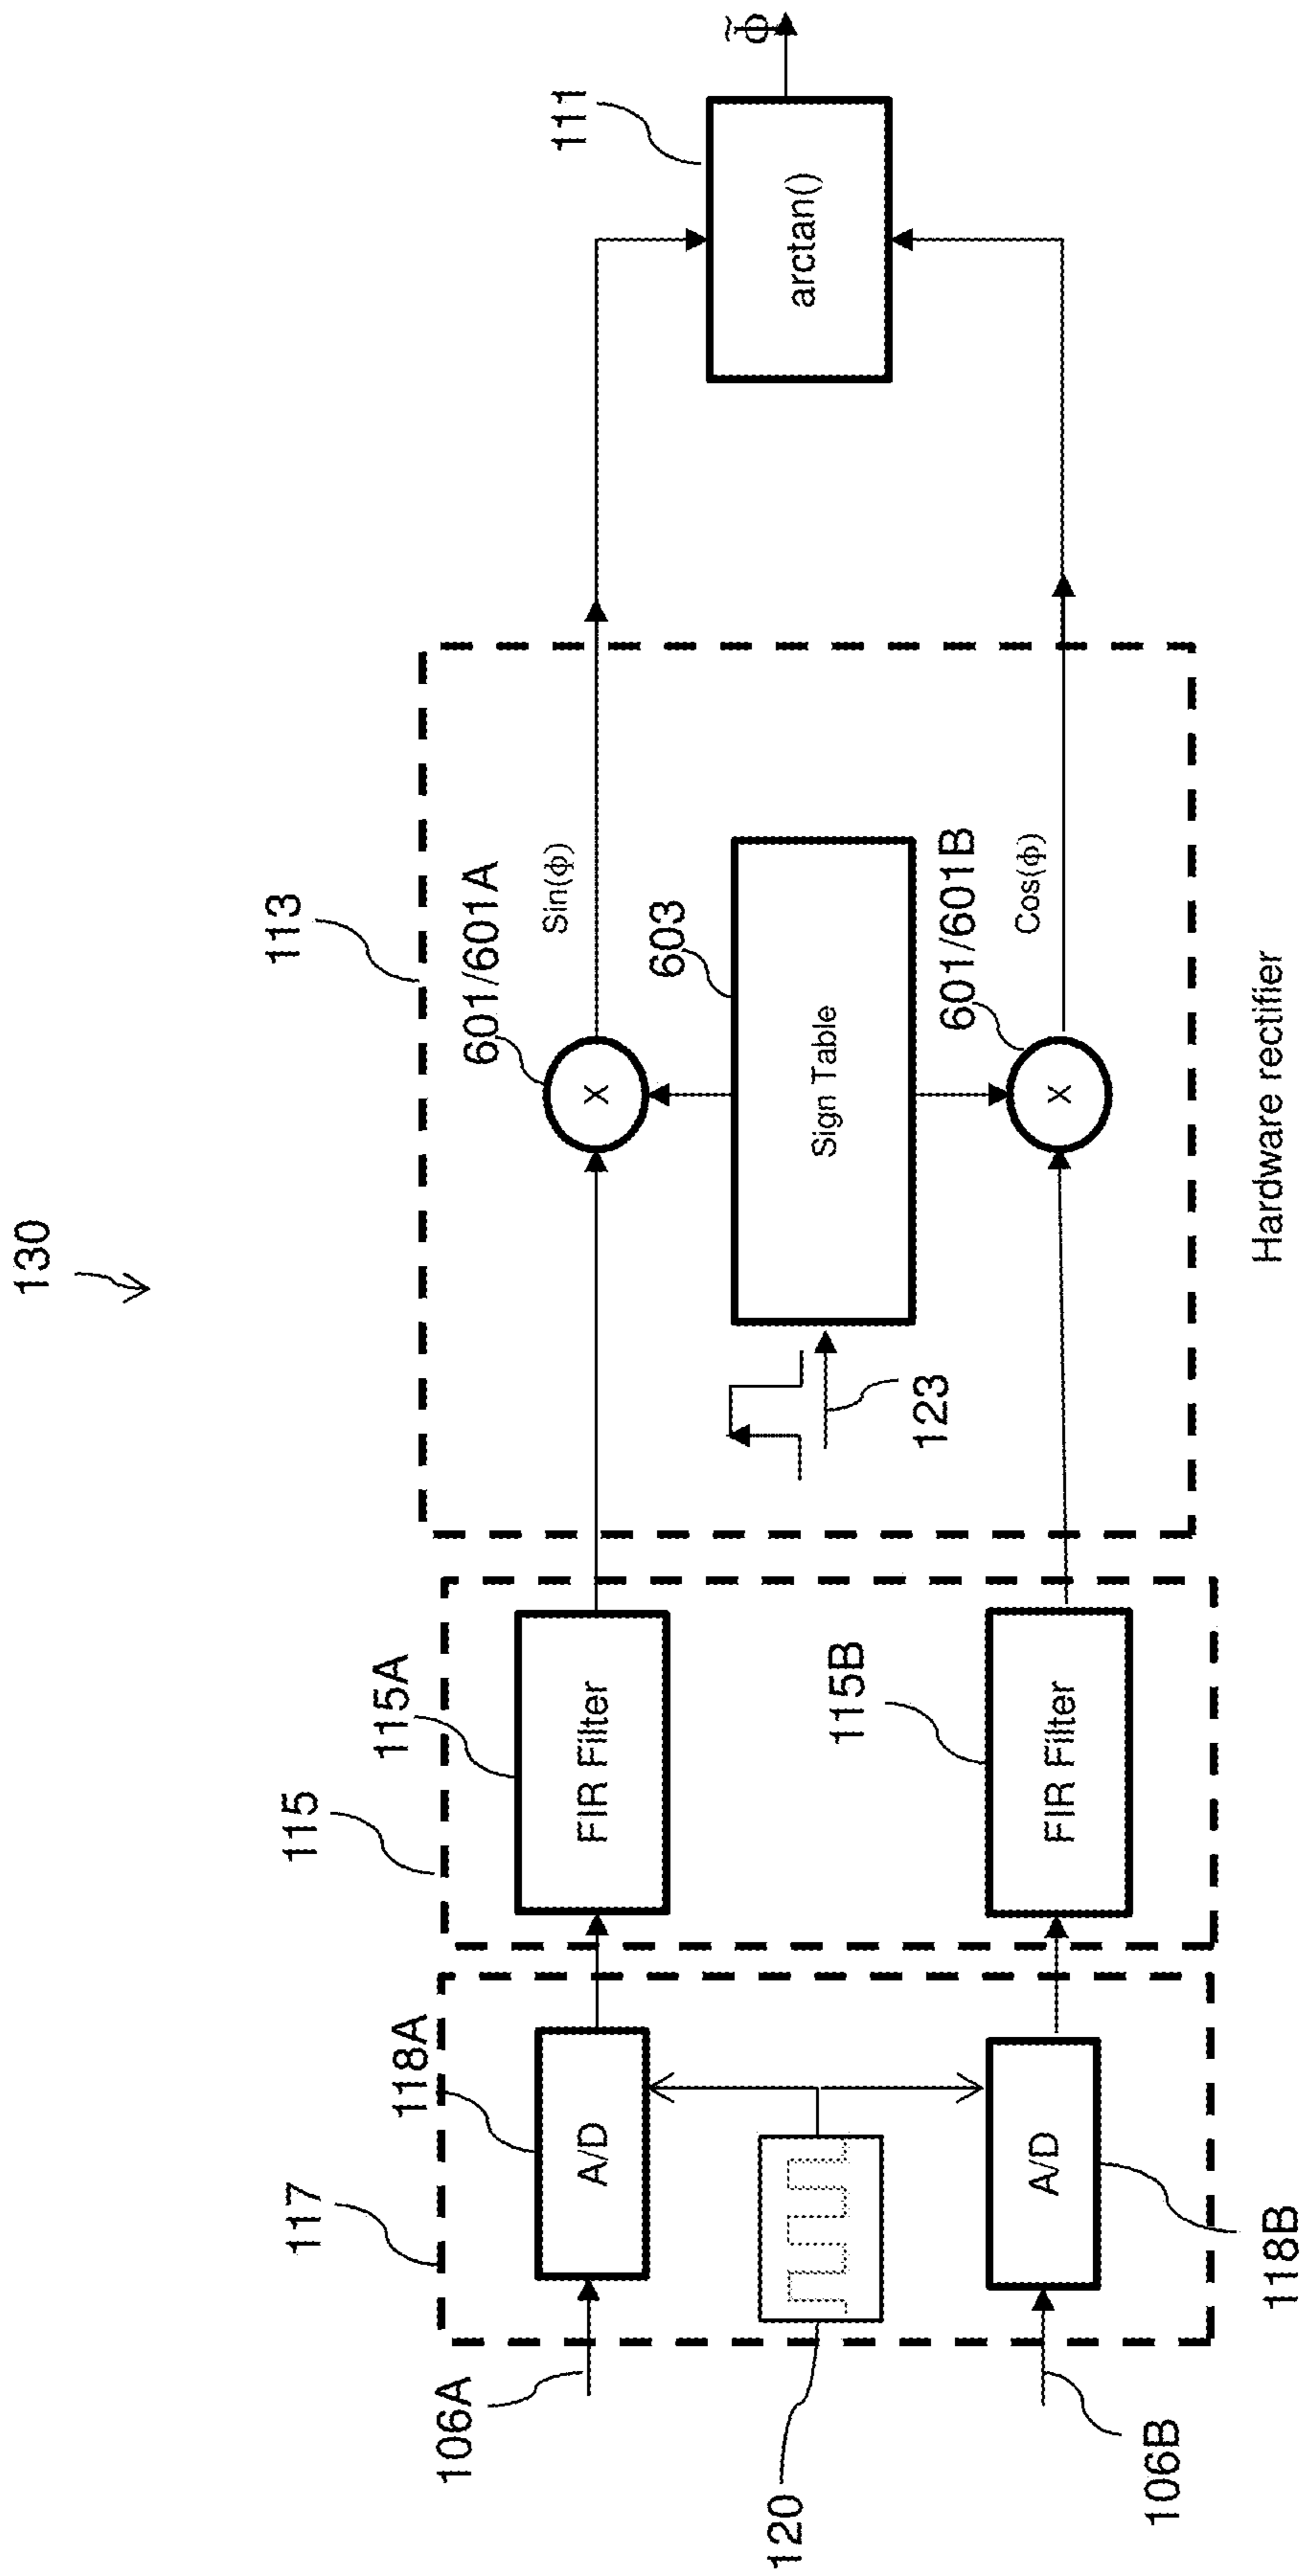 130
117
118A
A/D
106A
120
A/D
118B
106B
115
115A
FIR Filter
115B
FIR Filter
113
601/601A
X
Sin(ϕ)
603
Sign Table
123
601/601B
X
Cos(ϕ)
Hardware rectifier
111
arctan()
Φ̃